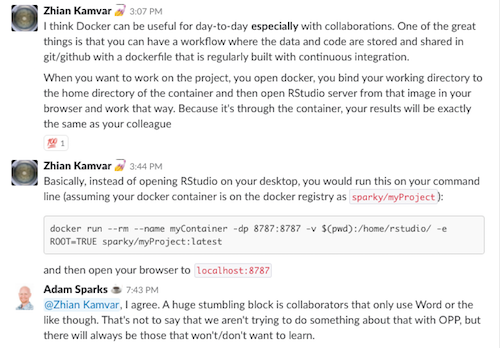 Zhian Kamvar 3:07 PM
I think Docker can be useful for day-to-day especially with collaborations. One of the great
things is that you can have a workflow where the data and code are stored and shared in
git/github with a dockerfile that is regularly built with continuous integration.
When you want to work on the project, you open docker, you bind your working directory to
the home directory of the container and then open RStudio server from that image in your
browser and work that way. Because it's through the container, your results will be exactly
the same as your colleague
💯 1
Zhian Kamvar 3:44 PM
Basically, instead of opening RStudio on your desktop, you would run this on your command
line (assuming your docker container is on the docker registry as sparky/myProject):
docker run --rm --name myContainer -dp 8787:8787 -v $(pwd):/home/rstudio/ -e
ROOT=TRUE sparky/myProject:latest
and then open your browser to localhost:8787
Adam Sparks 7:43 PM
@Zhian Kamvar, I agree. A huge stumbling block is collaborators that only use Word or the
like though. That's not to say that we aren't trying to do something about that with OPP, but
there will always be those that won't/don't want to learn.